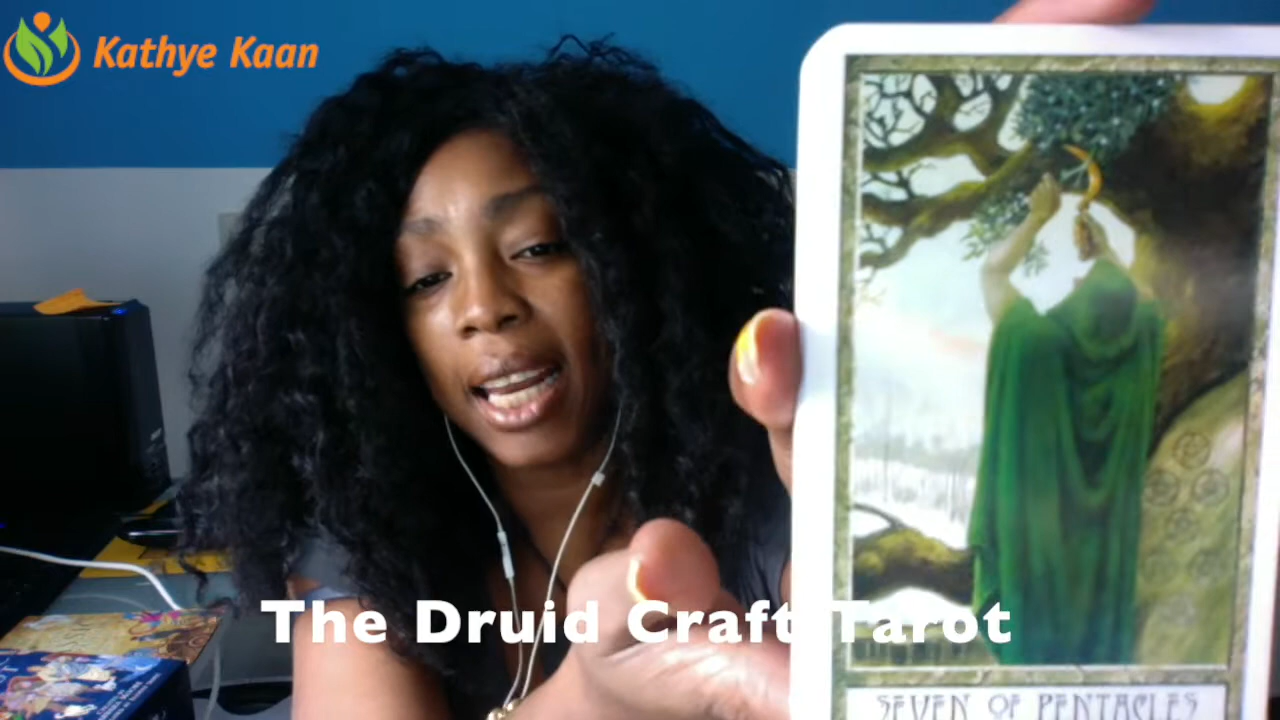 Kathye Kaan
The Druid Craft Tarot
SEVEN OF PENTACLES